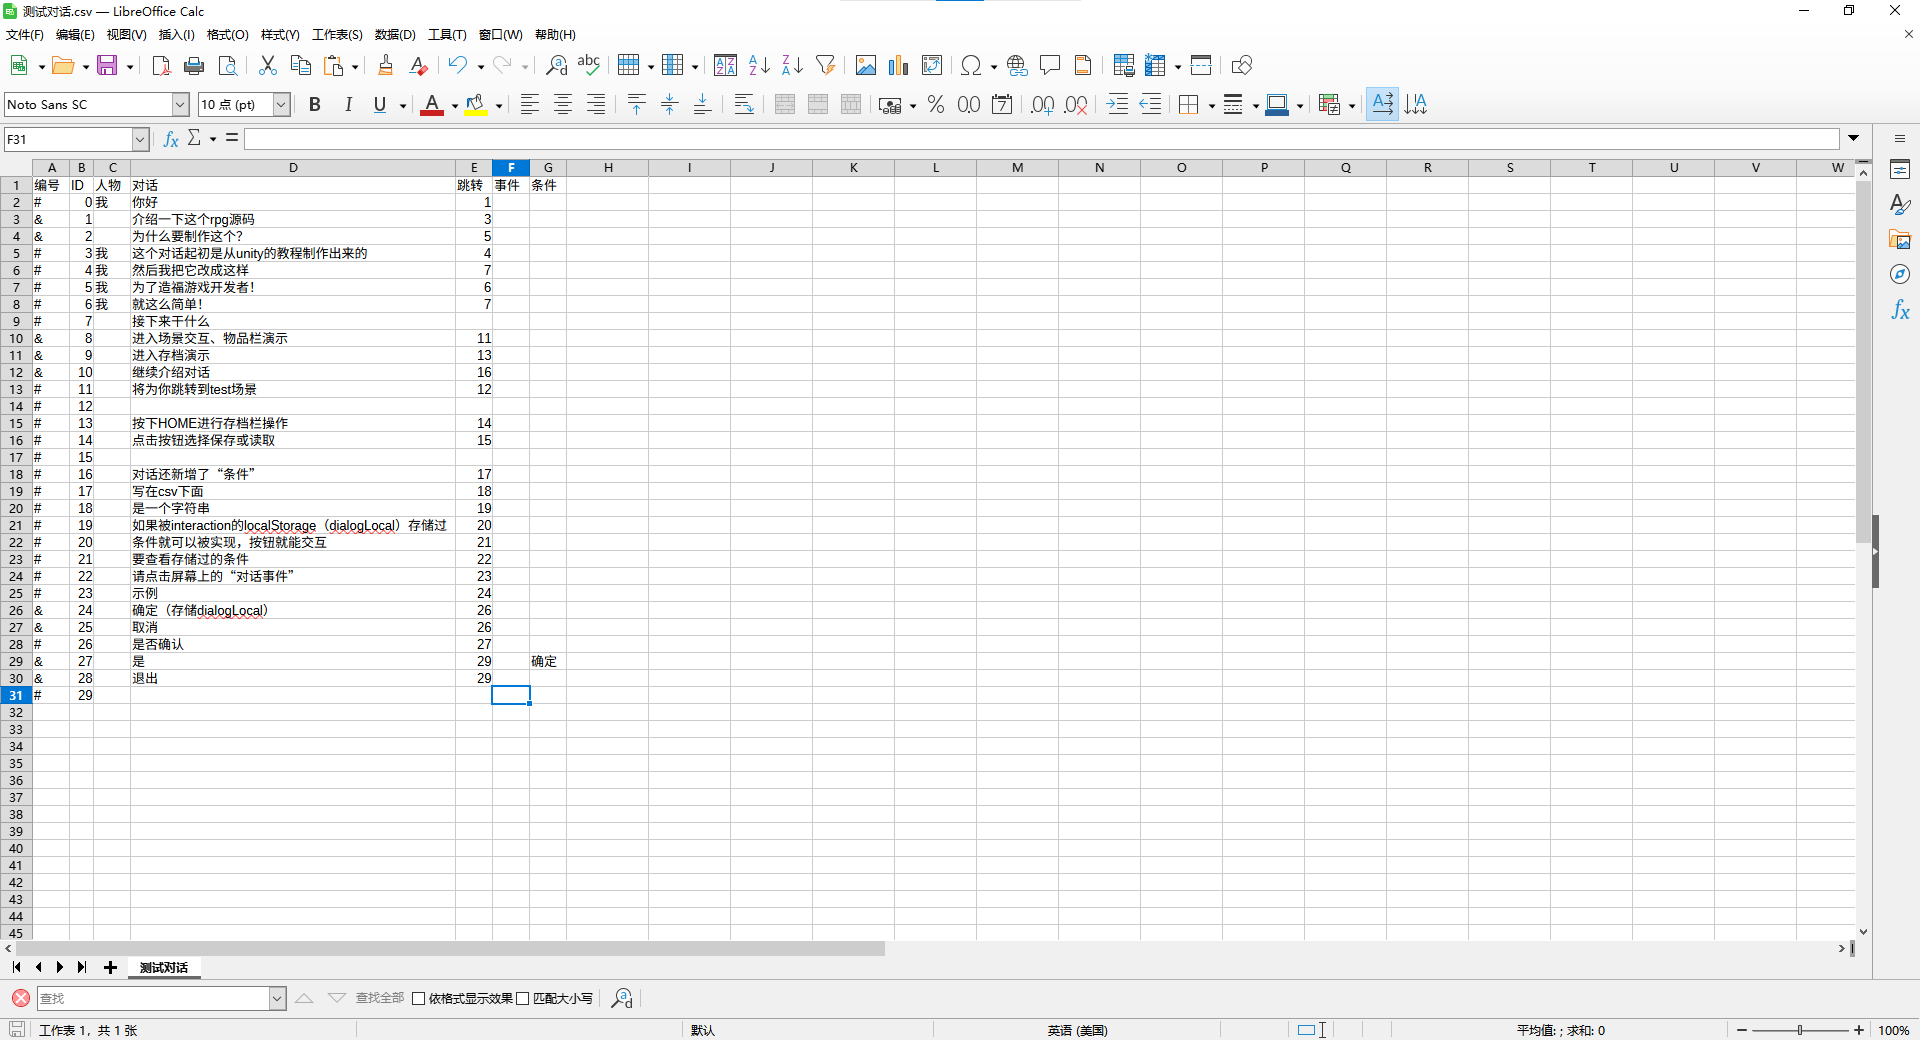 测试对话.csv — LibreOffice Calc
文件(F) 编辑(E) 视图(V) 插入(I) 格式(O) 样式(Y) 工作表(S) 数据(D) 工具(T) 窗口(W) 帮助(H)
Noto Sans SC 10 点 (pt)
F31
A B C D E F G H I J K L M N O P Q R S T U V W
1 编号 ID 人物 对话 跳转 事件 条件
2 # 0 我 你好 1
3 & 1 介绍一下这个rpg源码 3
4 & 2 为什么要制作这个？ 5
5 # 3 我 这个对话起初是从unity的教程制作出来的 4
6 # 4 我 然后我把它改成这样 7
7 # 5 我 为了造福游戏开发者！ 6
8 # 6 我 就这么简单！ 7
9 # 7 接下来干什么
10 & 8 进入场景交互、物品栏演示 11
11 & 9 进入存档演示 13
12 & 10 继续介绍对话 16
13 # 11 将为你跳转到test场景 12
14 # 12
15 # 13 按下HOME进行存档栏操作 14
16 # 14 点击按钮选择保存或读取 15
17 # 15
18 # 16 对话还新增了“条件” 17
19 # 17 写在csv下面 18
20 # 18 是一个字符串 19
21 # 19 如果被interaction的localStorage（dialogLocal）存储过 20
22 # 20 条件就可以被实现，按钮就能交互 21
23 # 21 要查看存储过的条件 22
24 # 22 请点击屏幕上的“对话事件” 23
25 # 23 示例 24
26 & 24 确定（存储dialogLocal） 26
27 & 25 取消 26
28 # 26 是否确认 27
29 & 27 是 29 确定
30 & 28 退出 29
31 # 29
32
33
34
35
36
37
38
39
40
41
42
43
44
45
测试对话
查找 查找全部 依格式显示效果 匹配大小写
工作表 1，共 1 张 默认 英语 (美国) 平均值: ; 求和: 0 100%